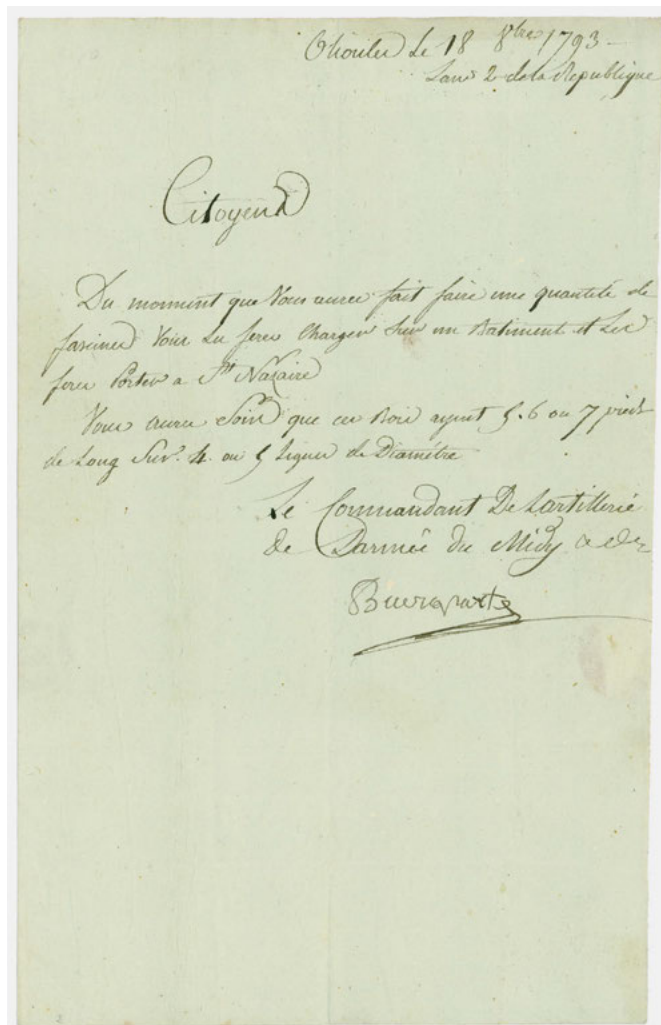 Ollioules Le 18 8bre 1793 -
Lan 2 de la Republique
Citoyens
Du moment que Vous aurez fait faire une quantité de
fascines Vous Les ferez Charger Sur un Batiment et Les
ferez Porter a St Nazaire
Vous aurez Soin que ces Bois ayent 5. 6 ou 7 pieds
de Long Sur. 4. ou 5 Lignes de Diamétre
Le Commandant De Lartillerie
de Larmée du Midy
Buonaparte